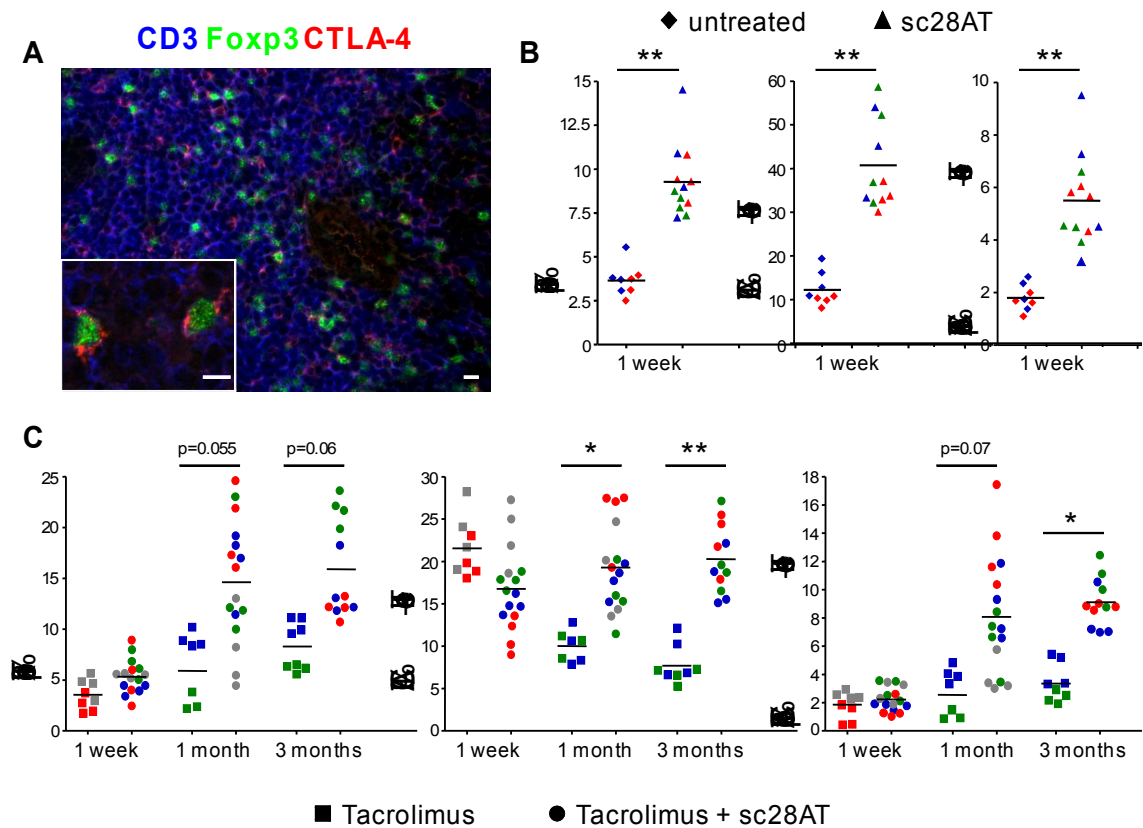 CD3 Foxp3 CTLA-4
A
B
untreated sc28AT
** ** **
15
12.5
10
7.5
5
2.5
0
1 week
60
50
40
30
20
10
0
1 week
10
8
6
4
2
0
1 week
C
p=0.055 p=0.06
25
20
15
10
5
0
1 week 1 month 3 months
* **
30
25
20
15
10
5
0
1 week 1 month 3 months
p=0.07 *
18
16
14
12
10
8
6
4
2
0
1 week 1 month 3 months
Tacrolimus Tacrolimus + sc28AT